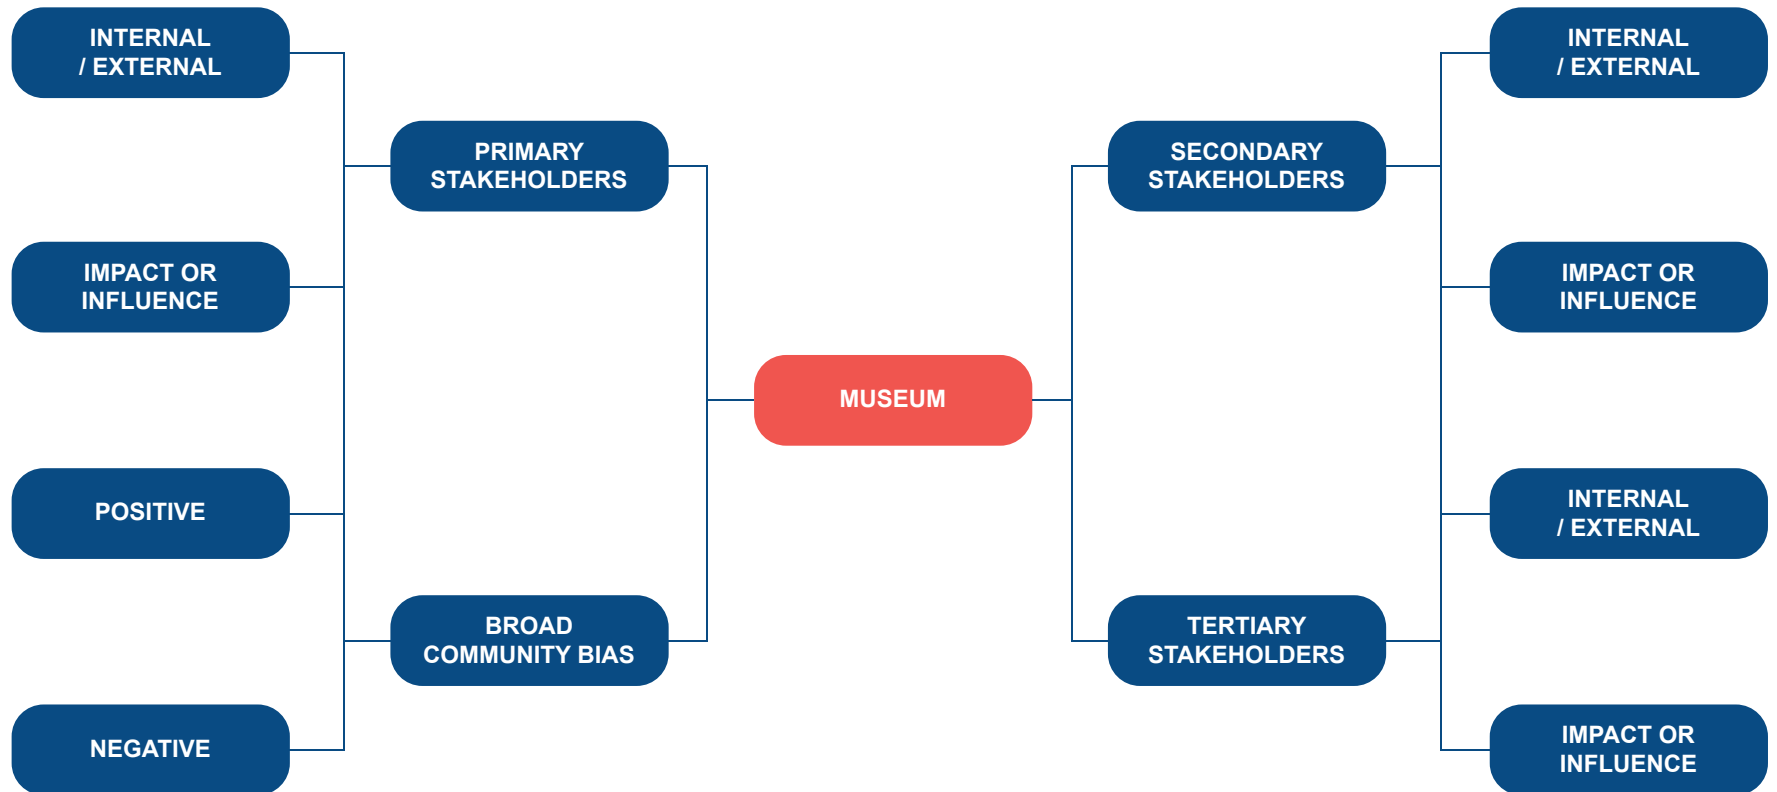 INTERNAL
/ EXTERNAL
PRIMARY
STAKEHOLDERS
IMPACT OR
INFLUENCE
POSITIVE
BROAD
COMMUNITY BIAS
NEGATIVE
MUSEUM
INTERNAL
/ EXTERNAL
SECONDARY
STAKEHOLDERS
IMPACT OR
INFLUENCE
INTERNAL
/ EXTERNAL
TERTIARY
STAKEHOLDERS
IMPACT OR
INFLUENCE